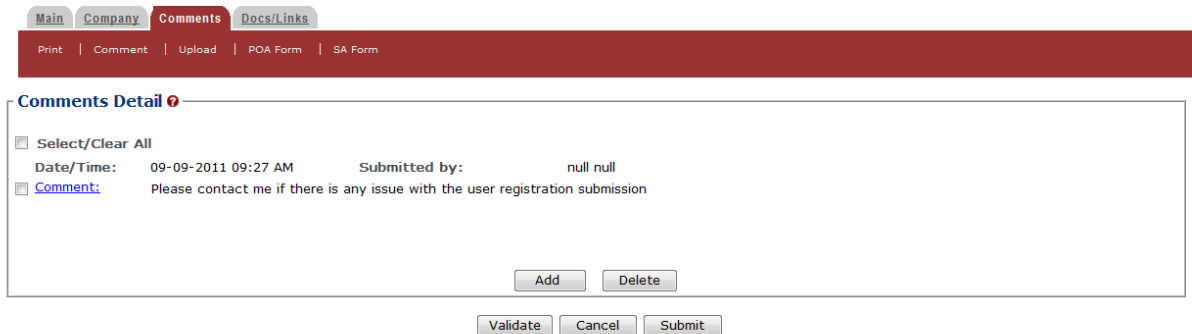 Main Company Comments Docs/Links
Print | Comment | Upload | POA Form | SA Form
Comments Detail ?
Select/Clear All
Date/Time: 09-09-2011 09:27 AM Submitted by: null null
Comment: Please contact me if there is any issue with the user registration submission
Add Delete
Validate Cancel Submit